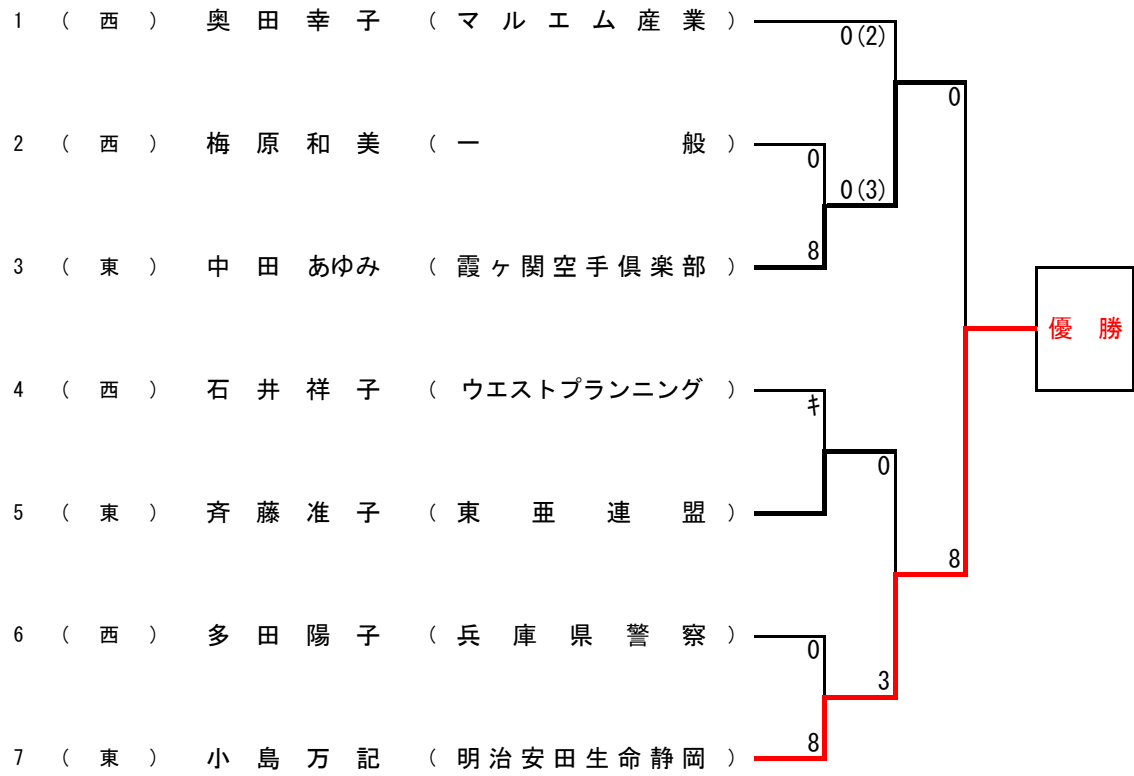 1 （ 西 ） 奥田幸子 （ マルエム産業 ）
0(2)
0
2 （ 西 ） 梅原和美 （ 一般 ）
0
0(3)
8
3 （ 東 ） 中田あゆみ （ 霞ヶ関空手俱楽部 ）
優勝
4 （ 西 ） 石井祥子 （ ウエストプランニング ）
キ
0
5 （ 東 ） 斉藤准子 （ 東亜連盟 ）
8
6 （ 西 ） 多田陽子 （ 兵庫県警察 ）
0
3
8
7 （ 東 ） 小島万記 （ 明治安田生命静岡 ）